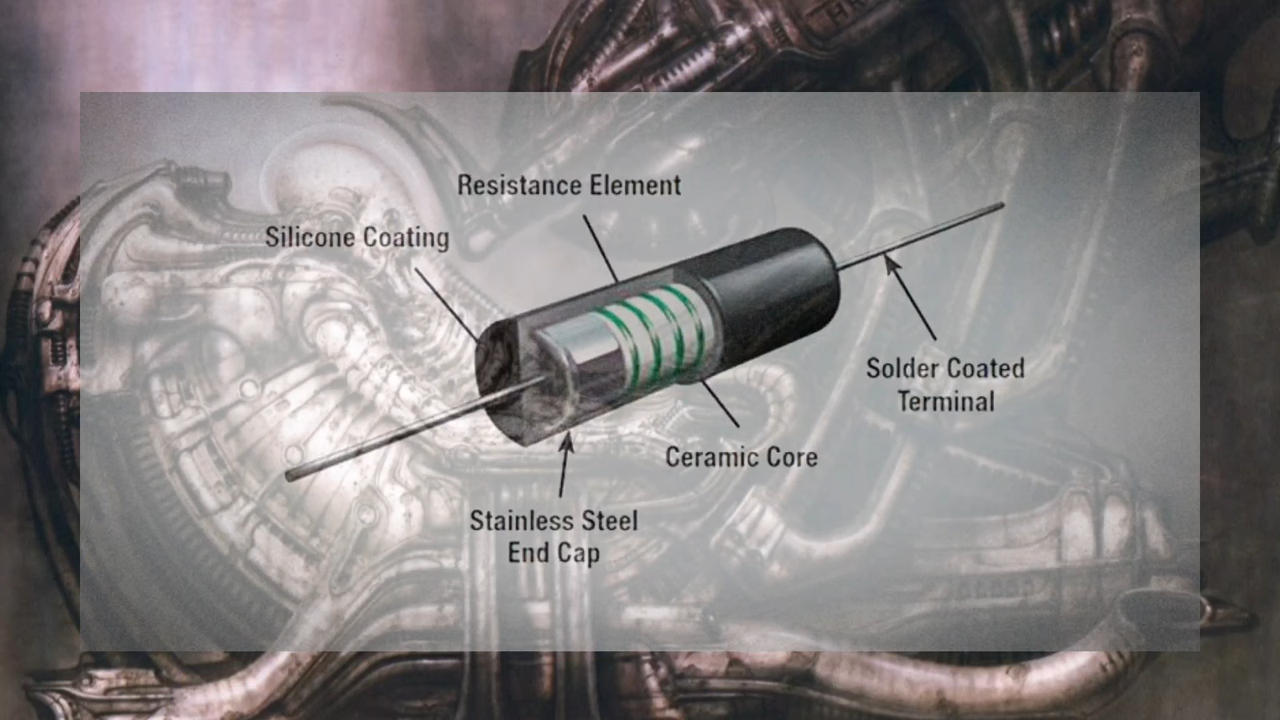 Resistance Element
Silicone Coating
Solder Coated
Terminal
Ceramic Core
Stainless Steel
End Cap